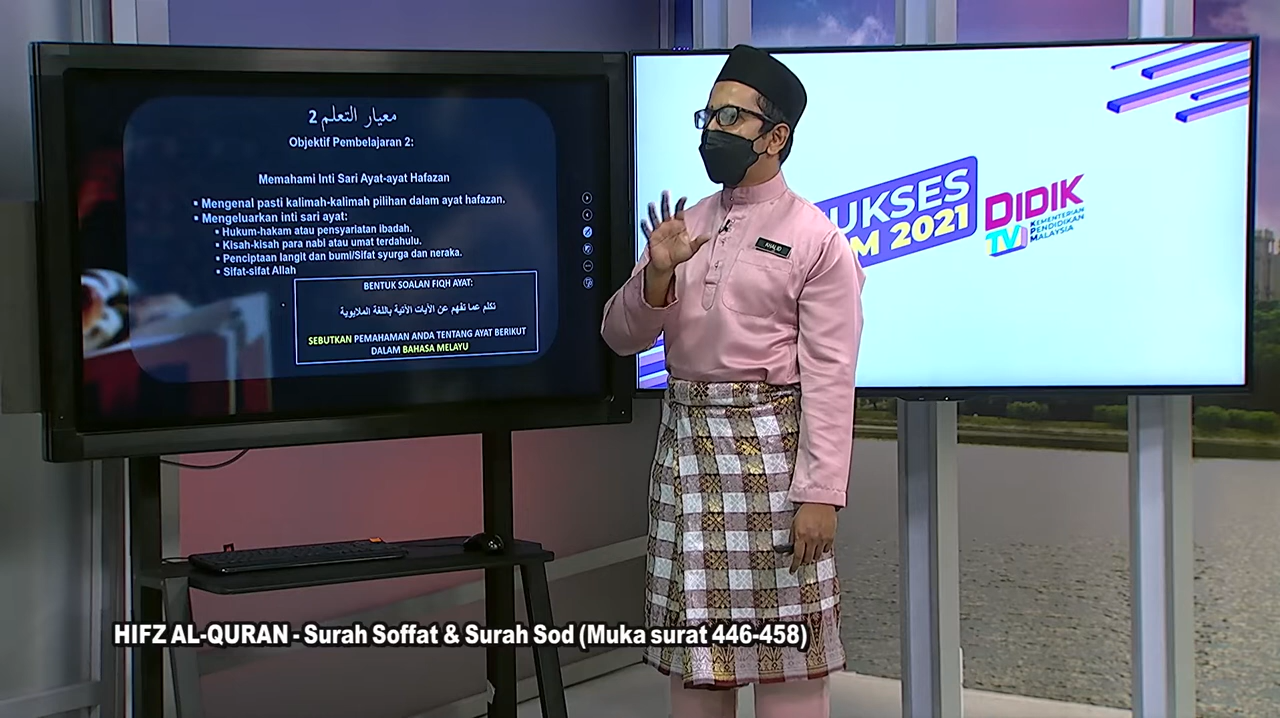 معيار التعلم 2
Objektif Pembelajaran 2:
Memahami Inti Sari Ayat-ayat Hafazan
▪ Mengenal pasti kalimah-kalimah pilihan dalam ayat hafazan.
▪ Mengeluarkan inti sari ayat:
▪ Hukum-hakam atau pensyariatan ibadah.
▪ Kisah-kisah para nabi atau umat terdahulu.
▪ Penciptaan langit dan bumi/Sifat syurga dan neraka.
▪ Sifat-sifat Allah
BENTUK SOALAN FIQH AYAT:
تكلم عما تفهم عن الآيات الآتية باللغة الملايوية
SEBUTKAN PEMAHAMAN ANDA TENTANG AYAT BERIKUT
DALAM BAHASA MELAYU
UKSES
M 2021
DIDIK
TV
KEMENTERIAN
PENDIDIKAN
MALAYSIA
KHALID
HIFZ AL-QURAN - Surah Soffat & Surah Sod (Muka surat 446-458)